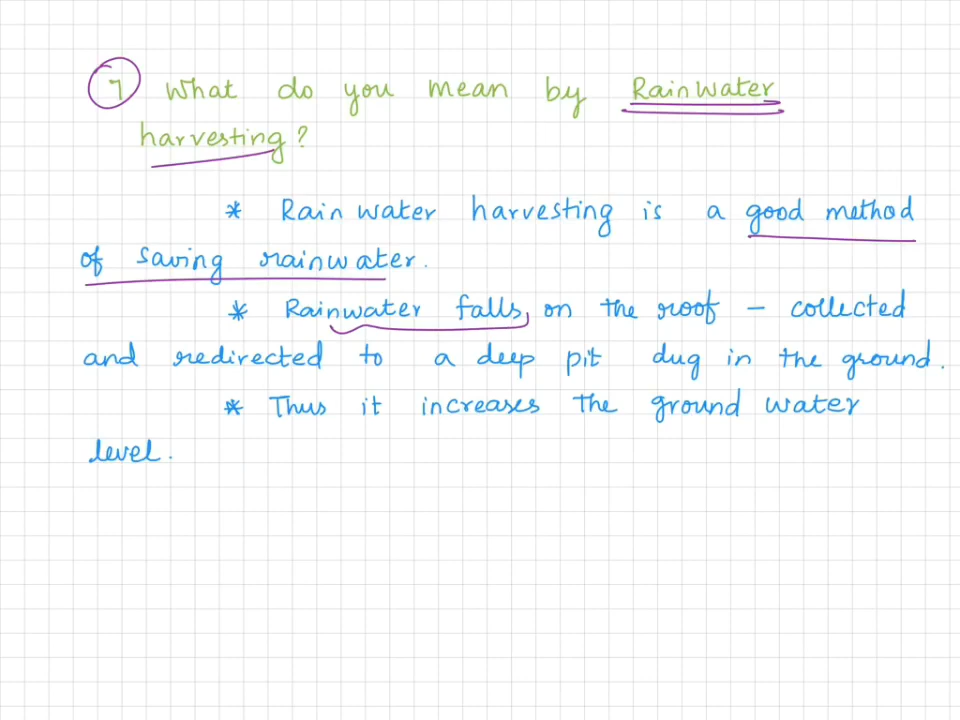 7 What do you mean by Rainwater
harvesting?
* Rain water harvesting is a good method
of saving rainwater.
* Rainwater falls, on the roof – collected
and redirected to a deep pit dug in the ground.
* Thus it increases the ground water
level.